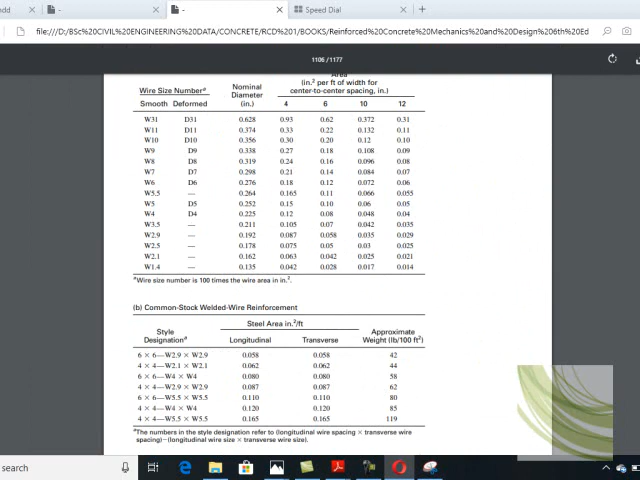 ndd
-
-
Speed Dial
file:///D:/BSc%20CIVIL%20ENGINEERING%20DATA/CONCRETE/RCD%201/BOOKS/Reinforced%20Concrete%20Mechanics%20and%20Design%206th%20Ed
1106 / 1177
Area
(in.² per ft of width for
center-to-center spacing, in.)
Wire Size Numberᵃ
Nominal
Diameter
(in.)
Smooth Deformed 4 6 10 12
W31 D31 0.628 0.93 0.62 0.372 0.31
W11 D11 0.374 0.33 0.22 0.132 0.11
W10 D10 0.356 0.30 0.20 0.12 0.10
W9 D9 0.338 0.27 0.18 0.108 0.09
W8 D8 0.319 0.24 0.16 0.096 0.08
W7 D7 0.298 0.21 0.14 0.084 0.07
W6 D6 0.276 0.18 0.12 0.072 0.06
W5.5 — 0.264 0.165 0.11 0.066 0.055
W5 D5 0.252 0.15 0.10 0.06 0.05
W4 D4 0.225 0.12 0.08 0.048 0.04
W3.5 — 0.211 0.105 0.07 0.042 0.035
W2.9 — 0.192 0.087 0.058 0.035 0.029
W2.5 — 0.178 0.075 0.05 0.03 0.025
W2.1 — 0.162 0.063 0.042 0.025 0.021
W1.4 — 0.135 0.042 0.028 0.017 0.014
ᵃWire size number is 100 times the wire area in in.².
(b) Common-Stock Welded-Wire Reinforcement
Steel Area in.²/ft
Style
Designationᵃ
Longitudinal Transverse
Approximate
Weight (lb/100 ft²)
6 × 6—W2.9 × W2.9 0.058 0.058 42
4 × 4—W2.1 × W2.1 0.062 0.062 44
6 × 6—W4 × W4 0.080 0.080 58
4 × 4—W2.9 × W2.9 0.087 0.087 62
6 × 6—W5.5 × W5.5 0.110 0.110 80
4 × 4—W4 × W4 0.120 0.120 85
4 × 4—W5.5 × W5.5 0.165 0.165 119
ᵃThe numbers in the style designation refer to (longitudinal wire spacing × transverse wire
spacing)—(longitudinal wire size × transverse wire size).
search